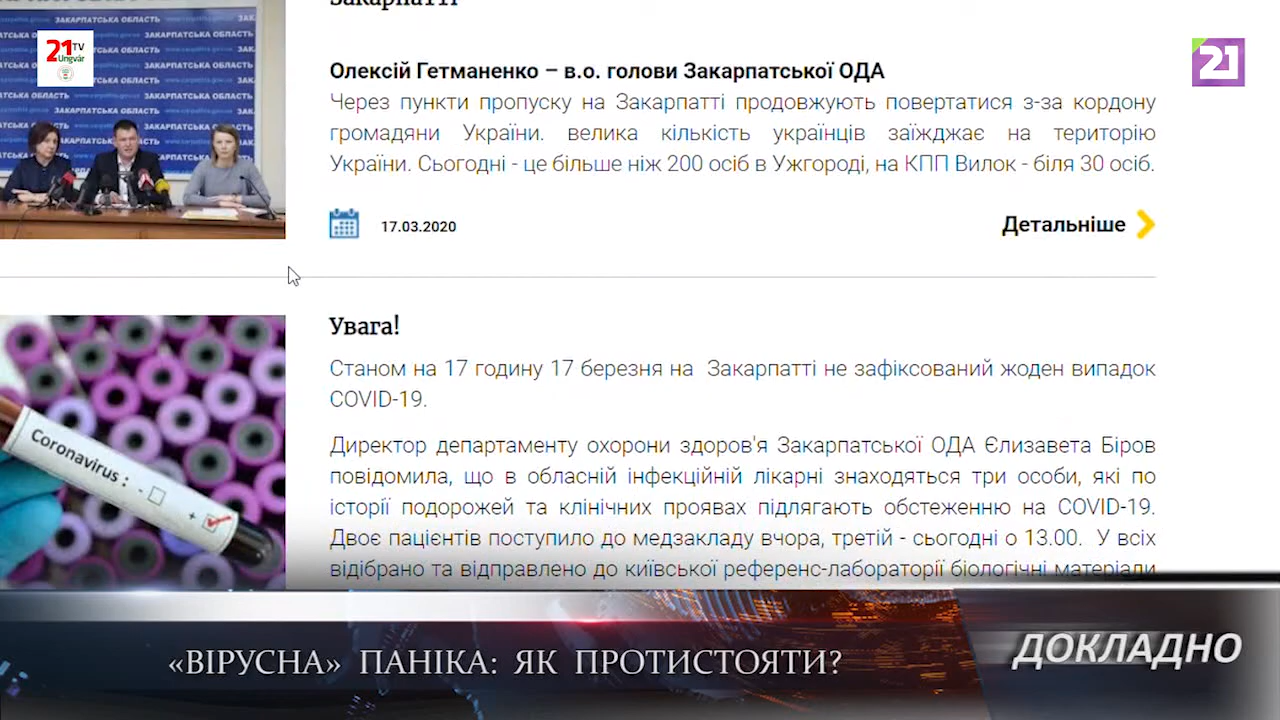 Закарпатті
ЗАКАРПАТСЬКА ОБЛАСТЬ
21 TV
Ungvár
21
Олексій Гетманенко – в.о. голови Закарпатської ОДА
Через пункти пропуску на Закарпатті продовжують повертатися з-за кордону
громадяни України. велика кількість українців заїжджає на територію
України. Сьогодні - це більше ніж 200 осіб в Ужгороді, на КПП Вилок - біля 30 осіб.
17.03.2020
Детальніше
Увага!
Станом на 17 годину 17 березня на Закарпатті не зафіксований жоден випадок
COVID-19.
Coronavirus :
- 
+
Директор департаменту охорони здоров'я Закарпатської ОДА Єлизавета Біров
повідомила, що в обласній інфекційній лікарні знаходяться три особи, які по
історії подорожей та клінічних проявах підлягають обстеженню на COVID-19.
Двоє пацієнтів поступило до медзакладу вчора, третій - сьогодні о 13.00. У всіх
відібрано та відправлено до київської референс-лабораторії біологічні матеріали
«ВІРУСНА» ПАНІКА: ЯК ПРОТИСТОЯТИ?
ДОКЛАДНО